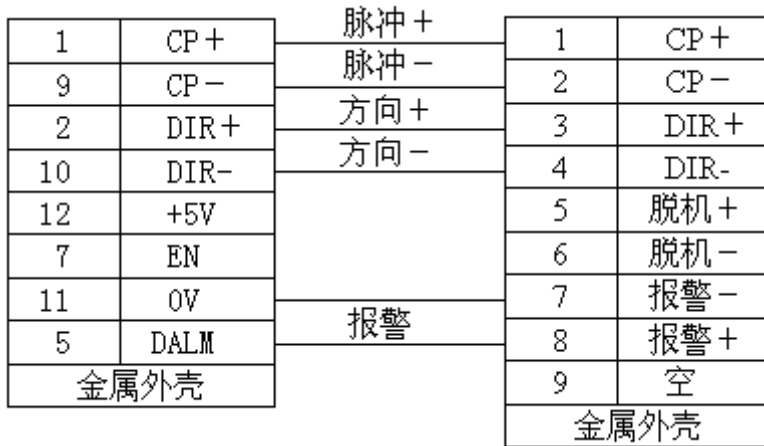 脉冲+
1 CP+
脉冲-
9 CP-
方向+
2 DIR+
方向-
10 DIR-
12 +5V
7 EN
11 0V
报警
5 DALM
金属外壳
1 CP+
2 CP-
3 DIR+
4 DIR-
5 脱机+
6 脱机-
7 报警-
8 报警+
9 空
金属外壳